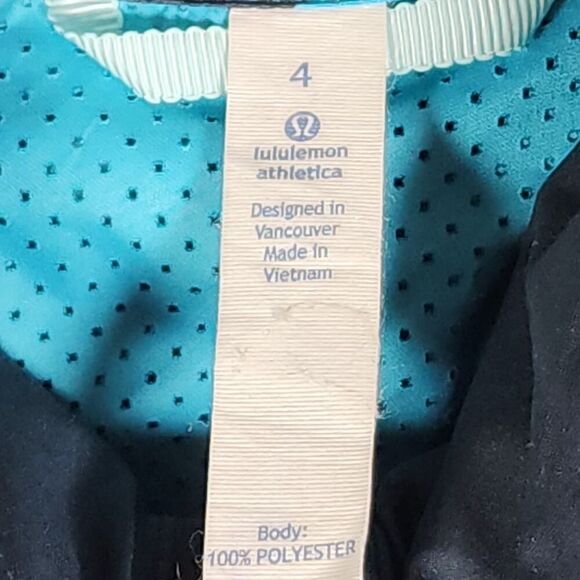 4
lululemon
athletica
Designed in
Vancouver
Made in
Vietnam
Body:
100% POLYESTER